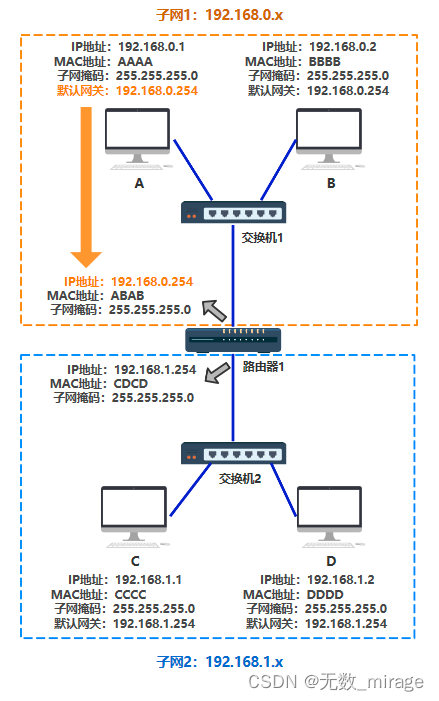 子网1：192.168.0.x
IP地址：192.168.0.1
MAC地址：AAAA
子网掩码：255.255.255.0
默认网关：192.168.0.254
IP地址：192.168.0.2
MAC地址：BBBB
子网掩码：255.255.255.0
默认网关：192.168.0.254
A
B
交换机1
IP地址：192.168.0.254
MAC地址：ABAB
子网掩码：255.255.255.0
路由器1
IP地址：192.168.1.254
MAC地址：CDCD
子网掩码：255.255.255.0
交换机2
C
D
IP地址：192.168.1.1
MAC地址：CCCC
子网掩码：255.255.255.0
默认网关：192.168.1.254
IP地址：192.168.1.2
MAC地址：DDDD
子网掩码：255.255.255.0
默认网关：192.168.1.254
子网2：192.168.1.x
CSDN @无数_mirage